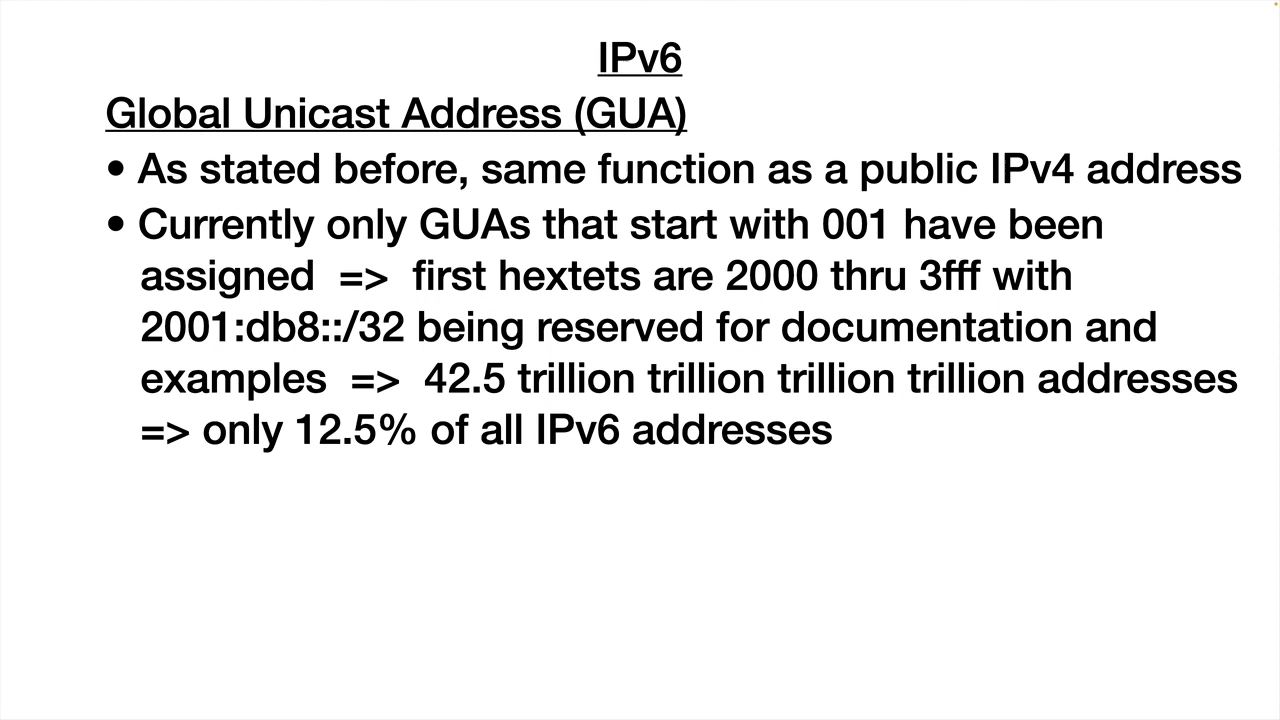 IPv6
Global Unicast Address (GUA)
• As stated before, same function as a public IPv4 address
• Currently only GUAs that start with 001 have been
assigned => first hextets are 2000 thru 3fff with
2001:db8::/32 being reserved for documentation and
examples => 42.5 trillion trillion trillion trillion addresses
=> only 12.5% of all IPv6 addresses